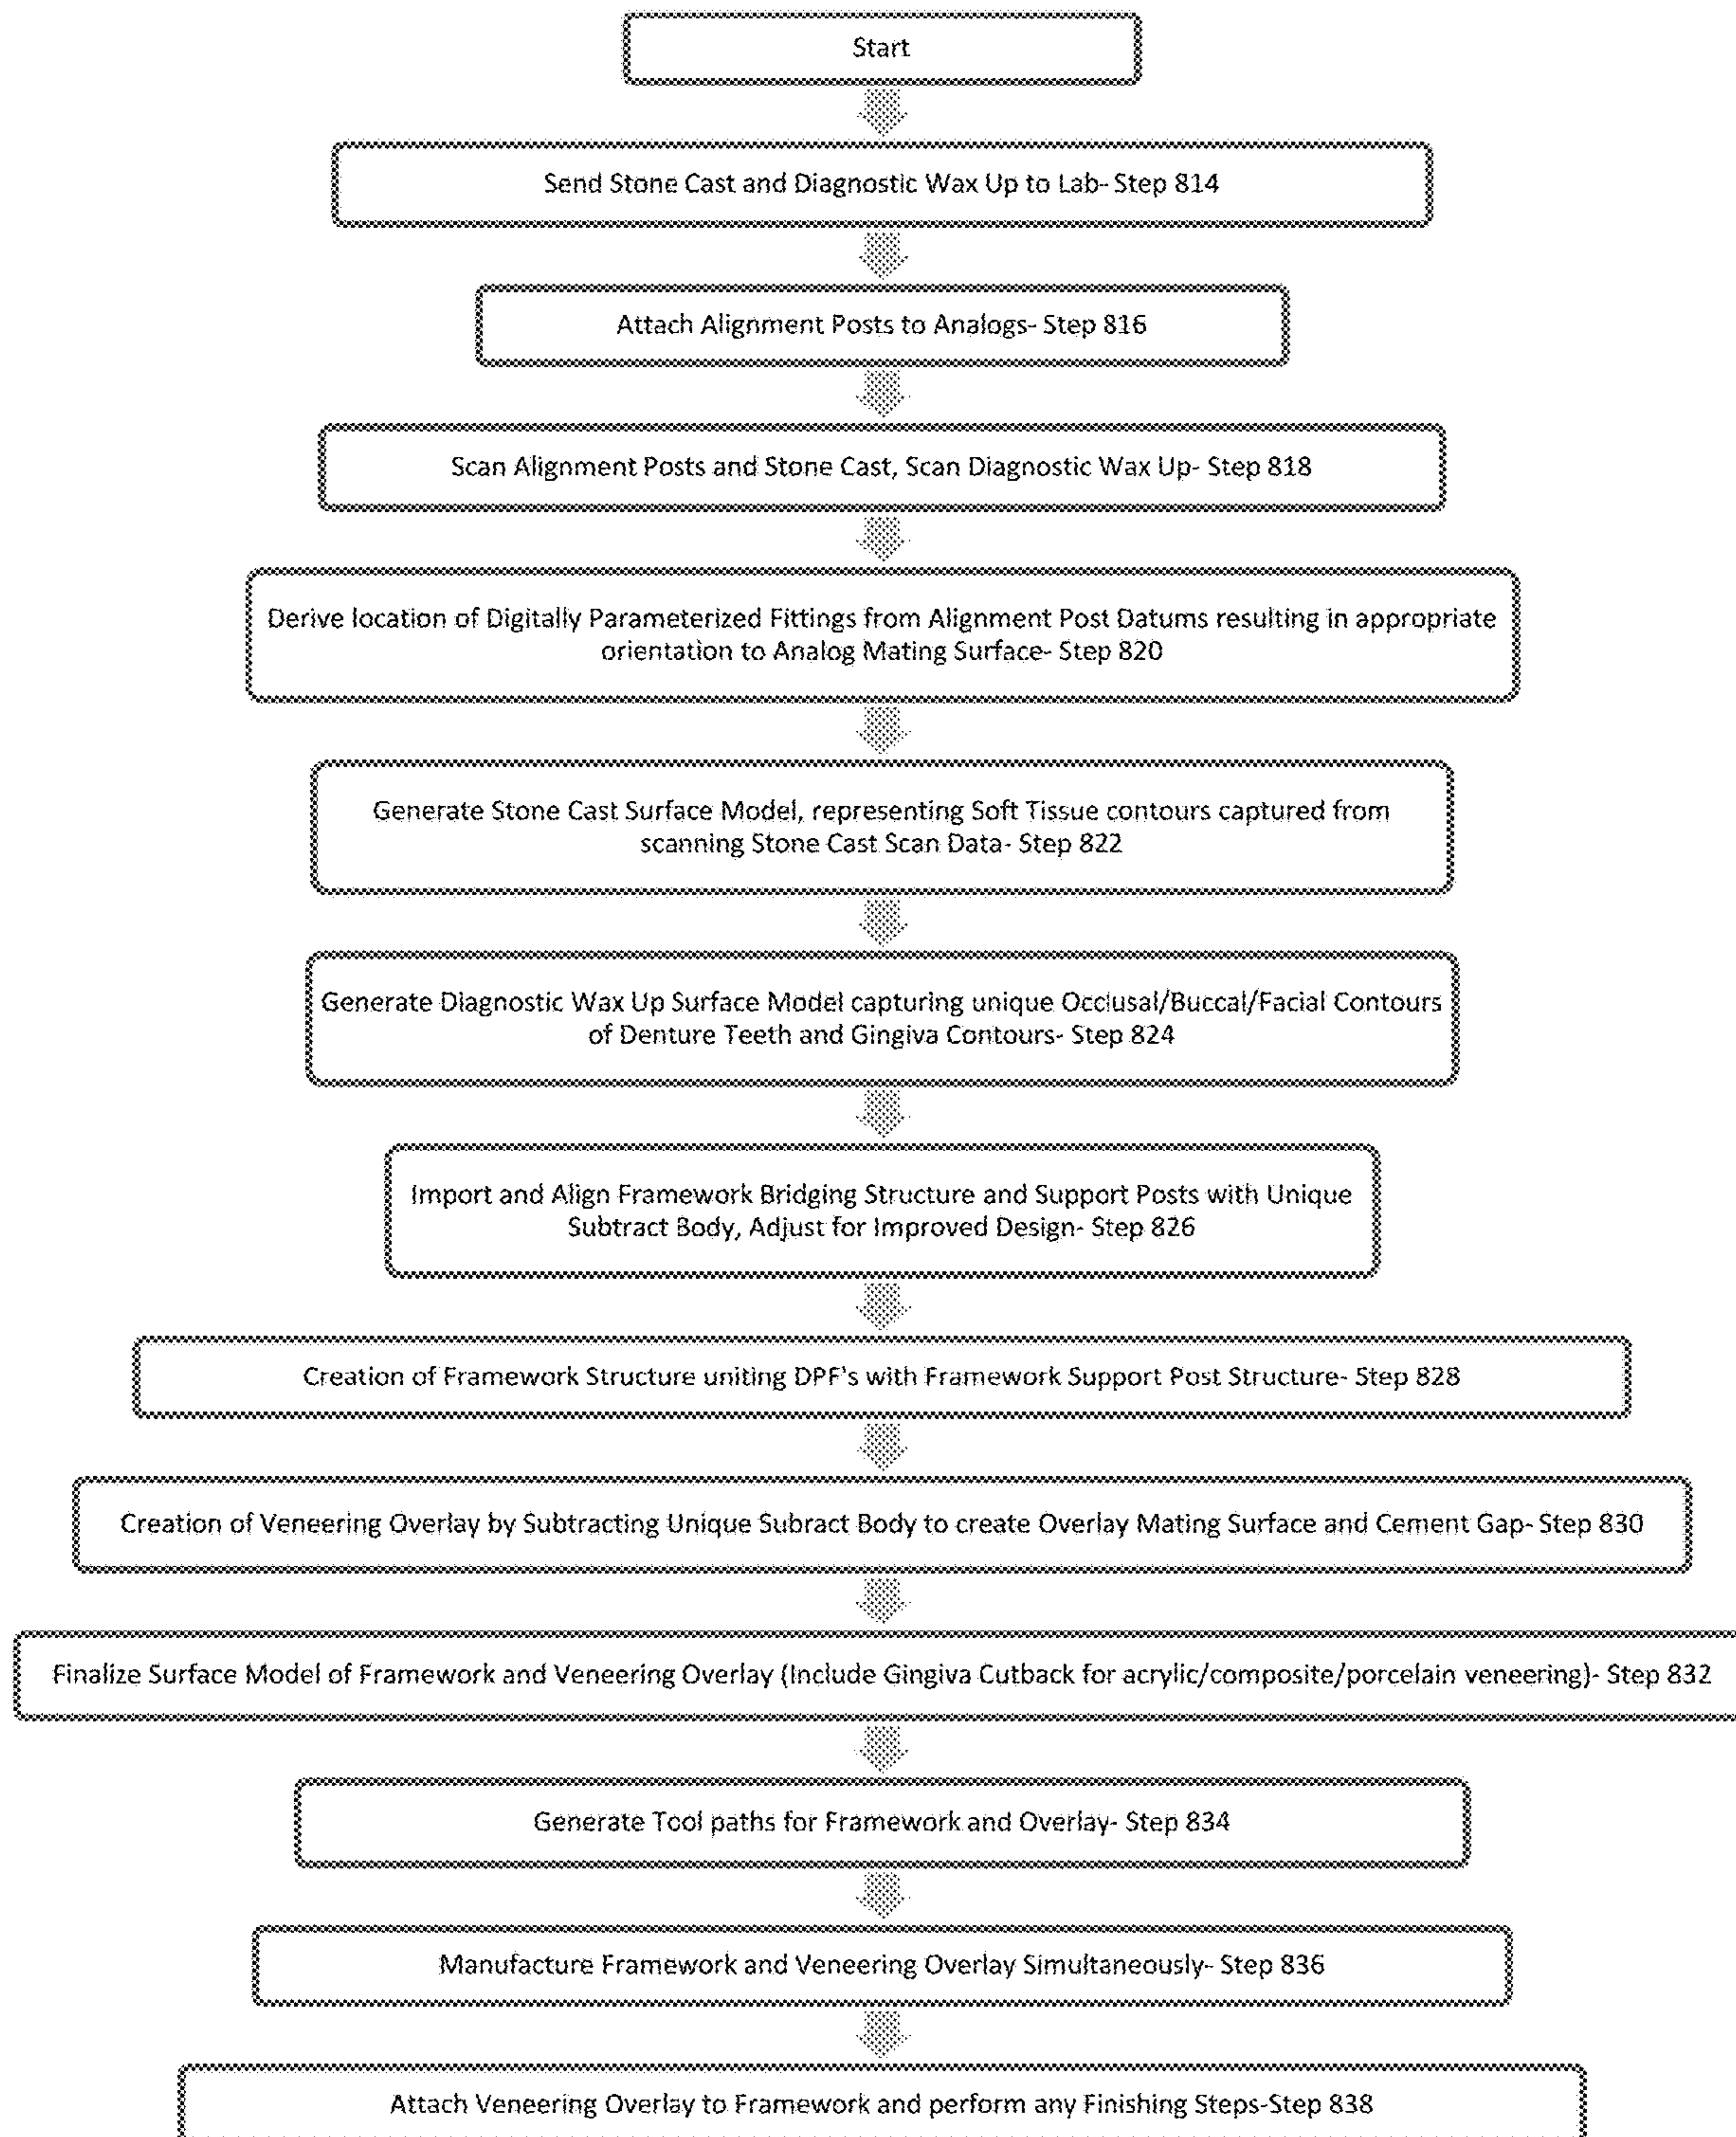 Start
Send Stone Cast and Diagnostic Wax Up to Lab- Step 814
Attach Alignment Posts to Analogs- Step 816
Scan Alignment Posts and Stone Cast, Scan Diagnostic Wax Up- Step 818
Derive location of Digitally Parameterized Fittings from Alignment Post Datums resulting in appropriate
orientation to Analog Mating Surface- Step 820
Generate Stone Cast Surface Model, representing Soft Tissue contours captured from
scanning Stone Cast Scan Data- Step 822
Generate Diagnostic Wax Up Surface Model capturing unique Occlusal/Buccal/Facial Contours
of Denture Teeth and Gingiva Contours- Step 824
Import and Align Framework Bridging Structure and Support Posts with Unique
Subtract Body, Adjust for Improved Design- Step 826
Creation of Framework Structure uniting DPF's with Framework Support Post Structure- Step 828
Creation of Veneering Overlay by Subtracting Unique Subract Body to create Overlay Mating Surface and Cement Gap- Step 830
Finalize Surface Model of Framework and Veneering Overlay (Include Gingiva Cutback for acrylic/composite/porcelain veneering)- Step 832
Generate Tool paths for Framework and Overlay- Step 834
Manufacture Framework and Veneering Overlay Simultaneously- Step 836
Attach Veneering Overlay to Framework and perform any Finishing Steps-Step 838